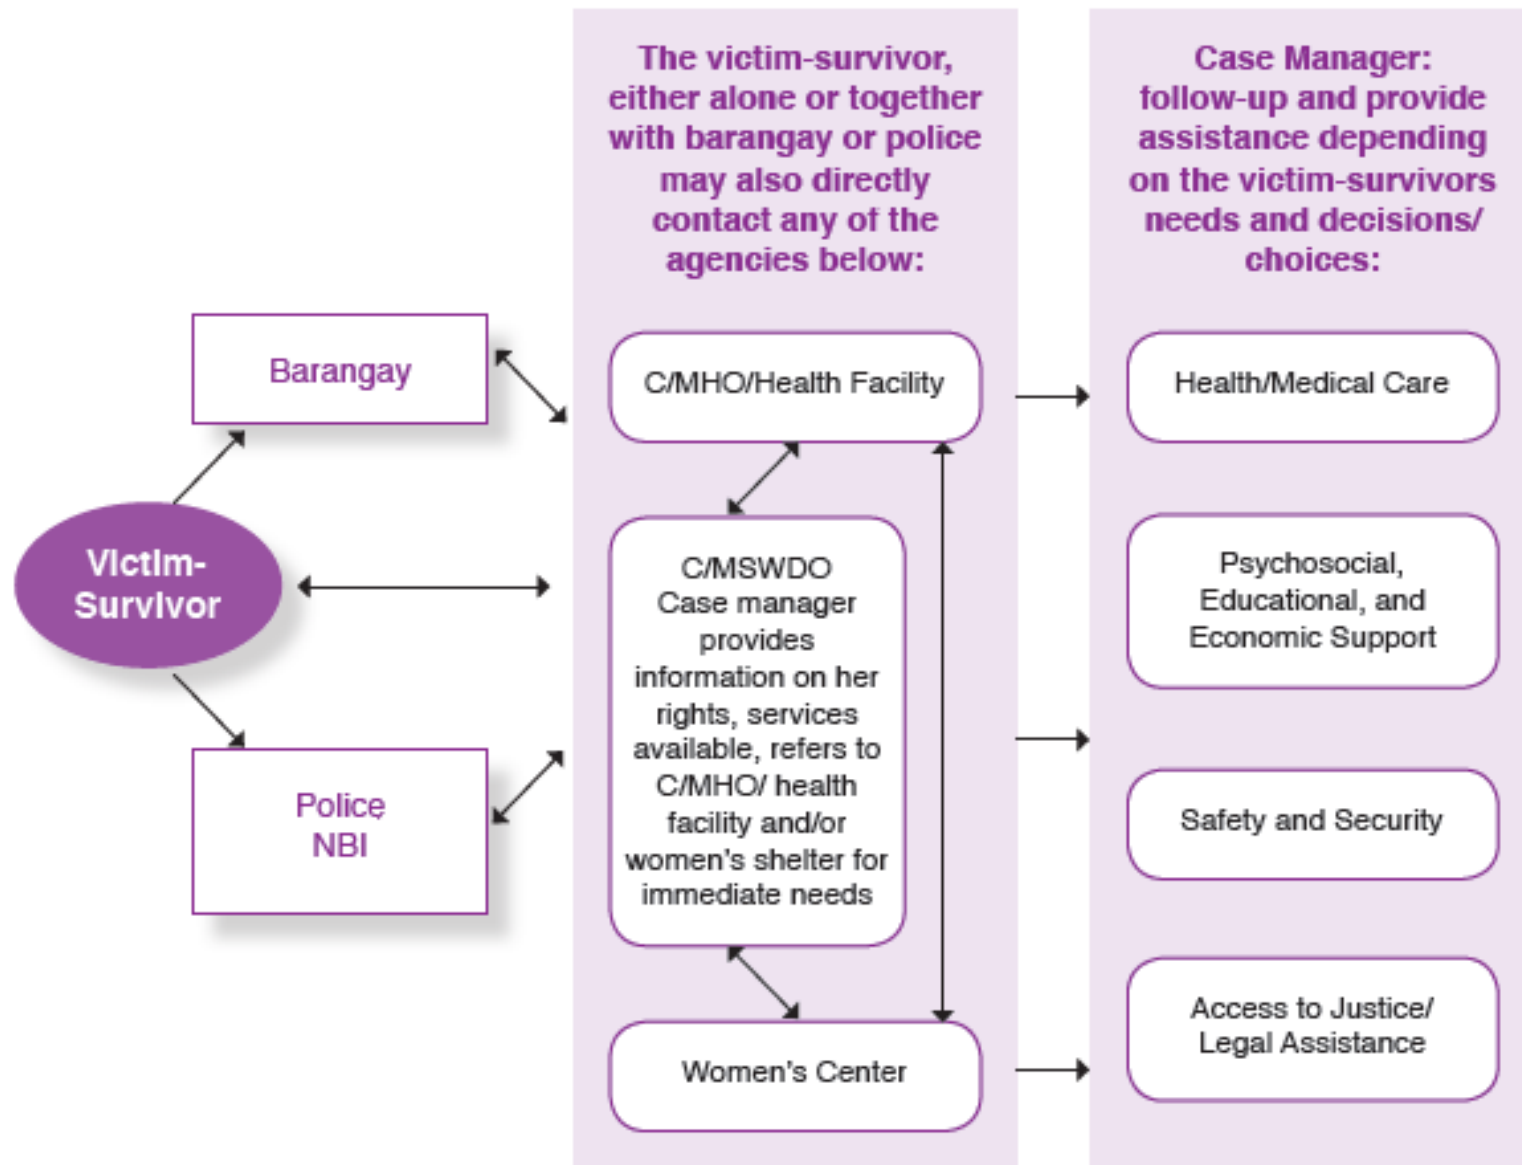 The victim-survivor,
either alone or together
with barangay or police
may also directly
contact any of the
agencies below:
Case Manager:
follow-up and provide
assistance depending
on the victim-survivors
needs and decisions/
choices:
Barangay
Victim-
Survivor
Police
NBI
C/MHO/Health Facility
C/MSWDO
Case manager
provides
information on her
rights, services
available, refers to
C/MHO/ health
facility and/or
women's shelter for
immediate needs
Women's Center
Health/Medical Care
Psychosocial,
Educational, and
Economic Support
Safety and Security
Access to Justice/
Legal Assistance